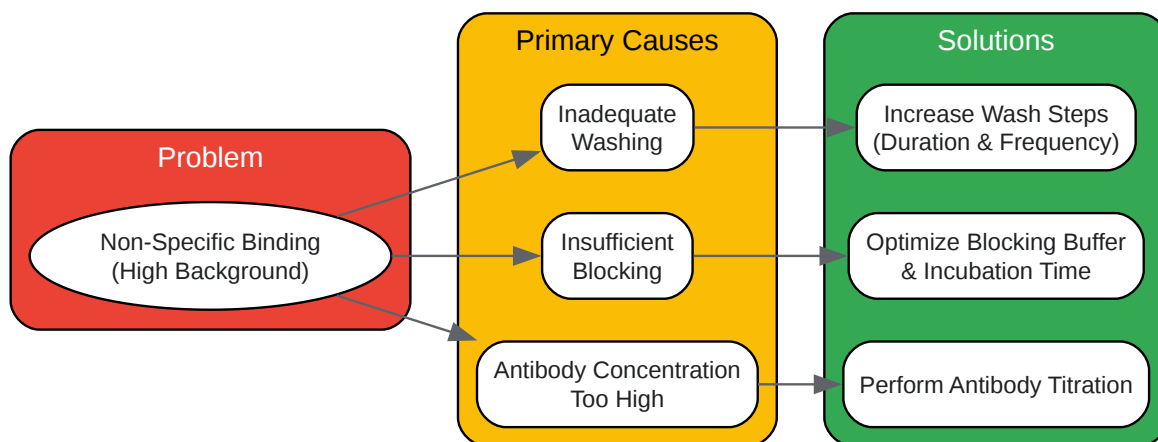 Problem
Non-Specific Binding
(High Background)
Primary Causes
Inadequate
Washing
Insufficient
Blocking
Antibody Concentration
Too High
Solutions
Increase Wash Steps
(Duration & Frequency)
Optimize Blocking Buffer
& Incubation Time
Perform Antibody Titration